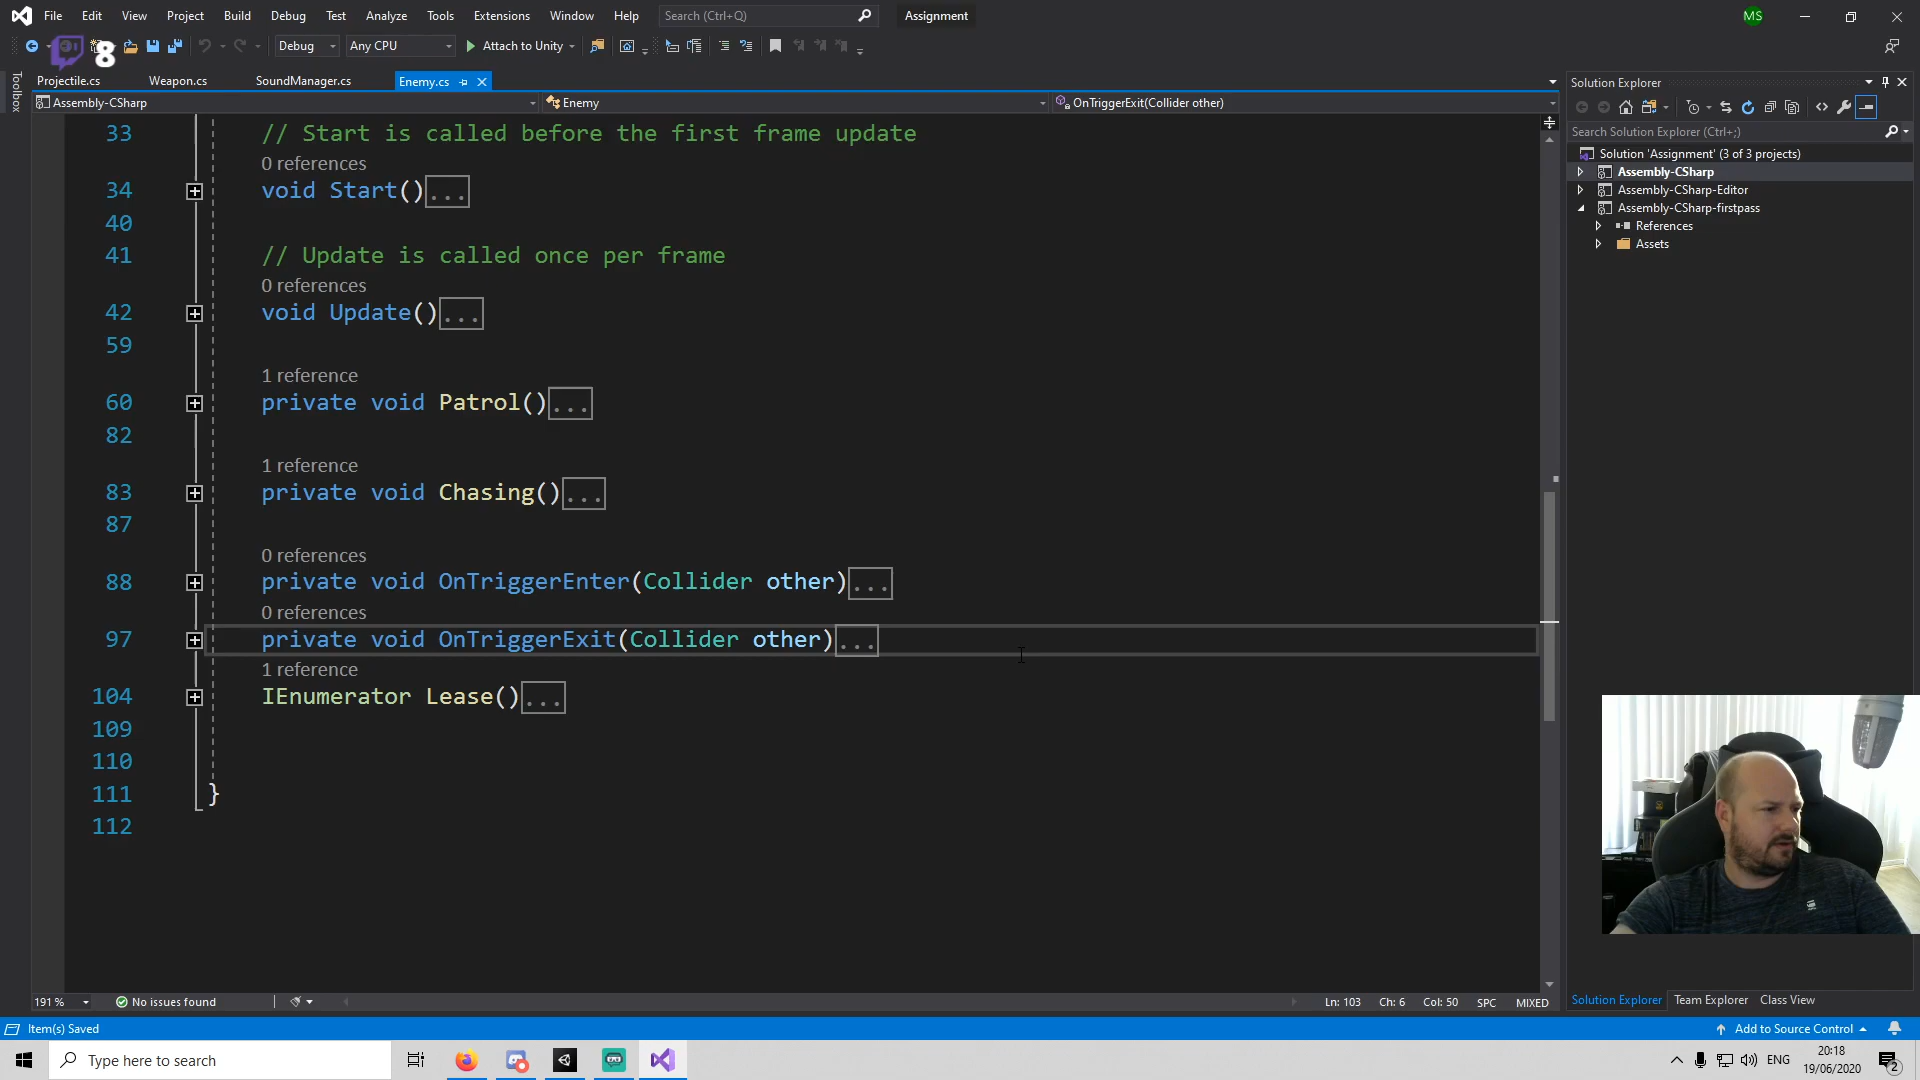 File Edit View Project Build Debug Test Analyze Tools Extensions Window Help Search (Ctrl+Q) Assignment MS
8 Debug Any CPU Attach to Unity
Toolbox
Projectile.cs Weapon.cs SoundManager.cs Enemy.cs
Assembly-CSharp Enemy OnTriggerExit(Collider other)
33 // Start is called before the first frame update
0 references
34 void Start()...
40
41 // Update is called once per frame
0 references
42 void Update()...
59
1 reference
60 private void Patrol()...
82
1 reference
83 private void Chasing()...
87
0 references
88 private void OnTriggerEnter(Collider other)...
0 references
97 private void OnTriggerExit(Collider other)...
1 reference
104 IEnumerator Lease()...
109
110
111 }
112
191 % No issues found Ln: 103 Ch: 6 Col: 50 SPC MIXED
Solution Explorer
Search Solution Explorer (Ctrl+;)
Solution 'Assignment' (3 of 3 projects)
Assembly-CSharp
Assembly-CSharp-Editor
Assembly-CSharp-firstpass
References
Assets
Solution Explorer Team Explorer Class View
Item(s) Saved Add to Source Control
Type here to search ENG 20:18
19/06/2020 2